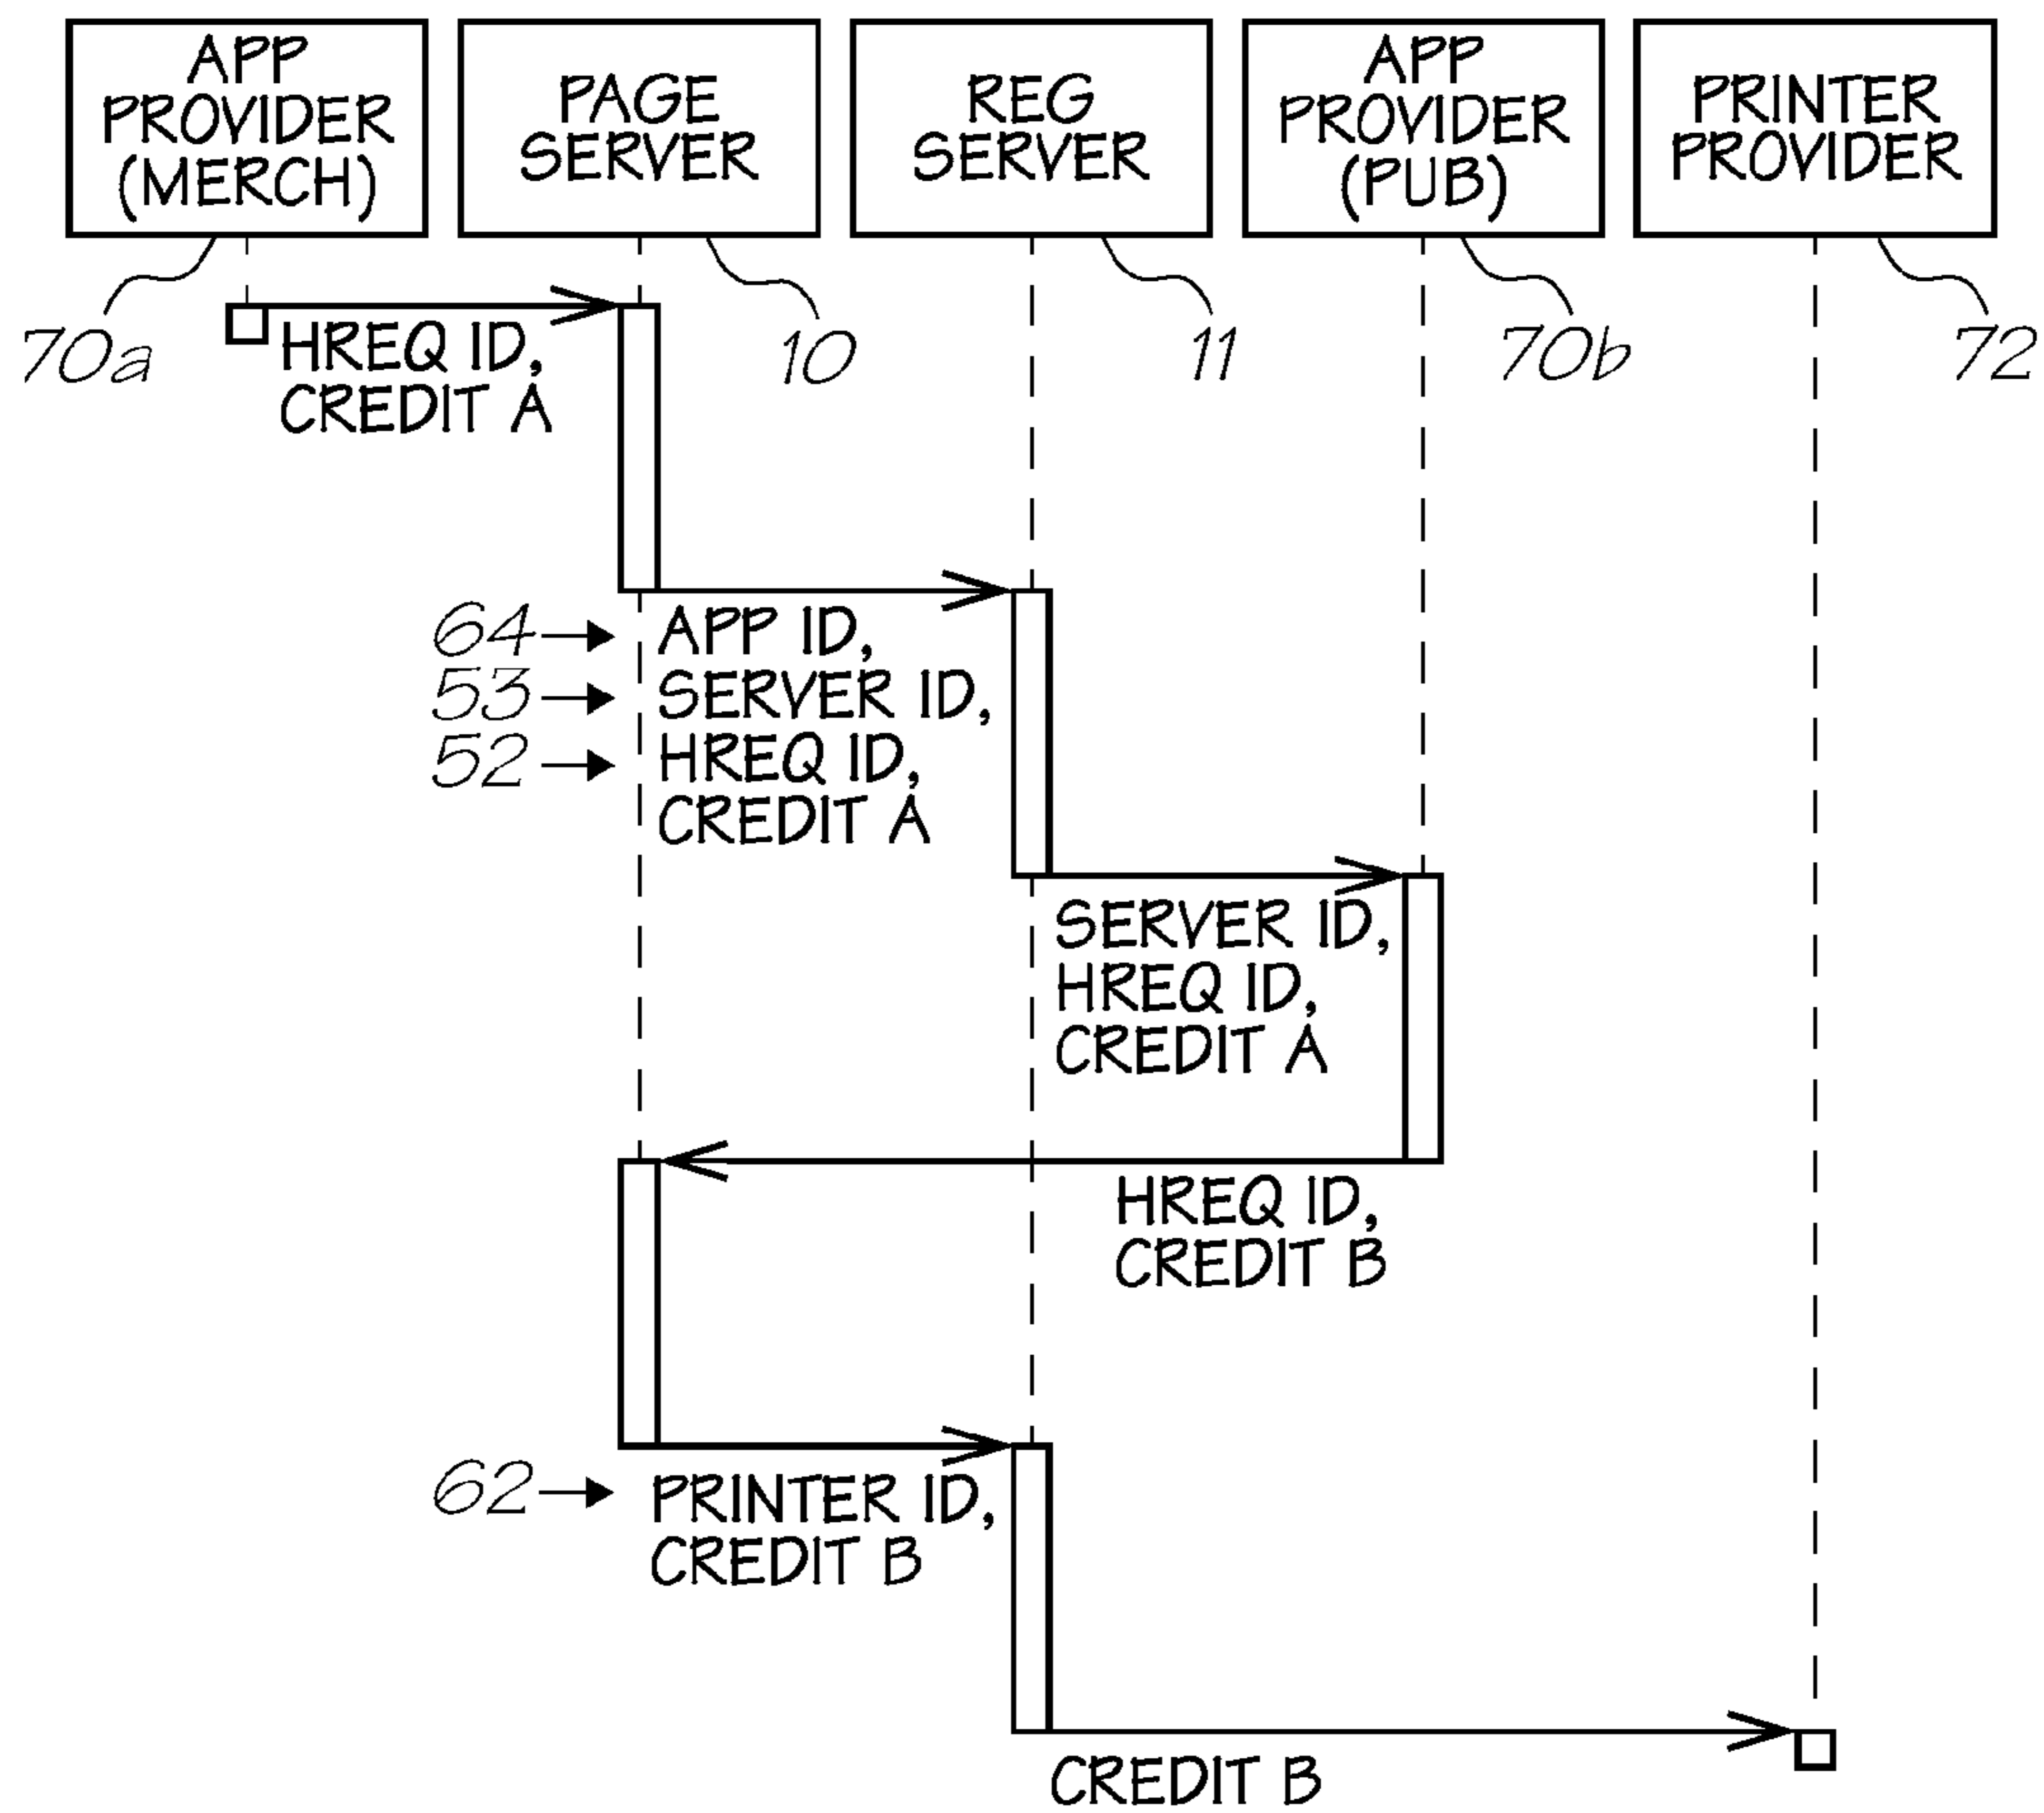 APP
PROVIDER
(MERCH)
PAGE
SERVER
REG
SERVER
APP
PROVIDER
(PUB)
PRINTER
PROVIDER
70a
10
11
70b
72
HREQ ID,
CREDIT A
64
APP ID,
53
SERVER ID,
52
HREQ ID,
CREDIT A
SERVER ID,
HREQ ID,
CREDIT A
HREQ ID,
CREDIT B
62
PRINTER ID,
CREDIT B
CREDIT B